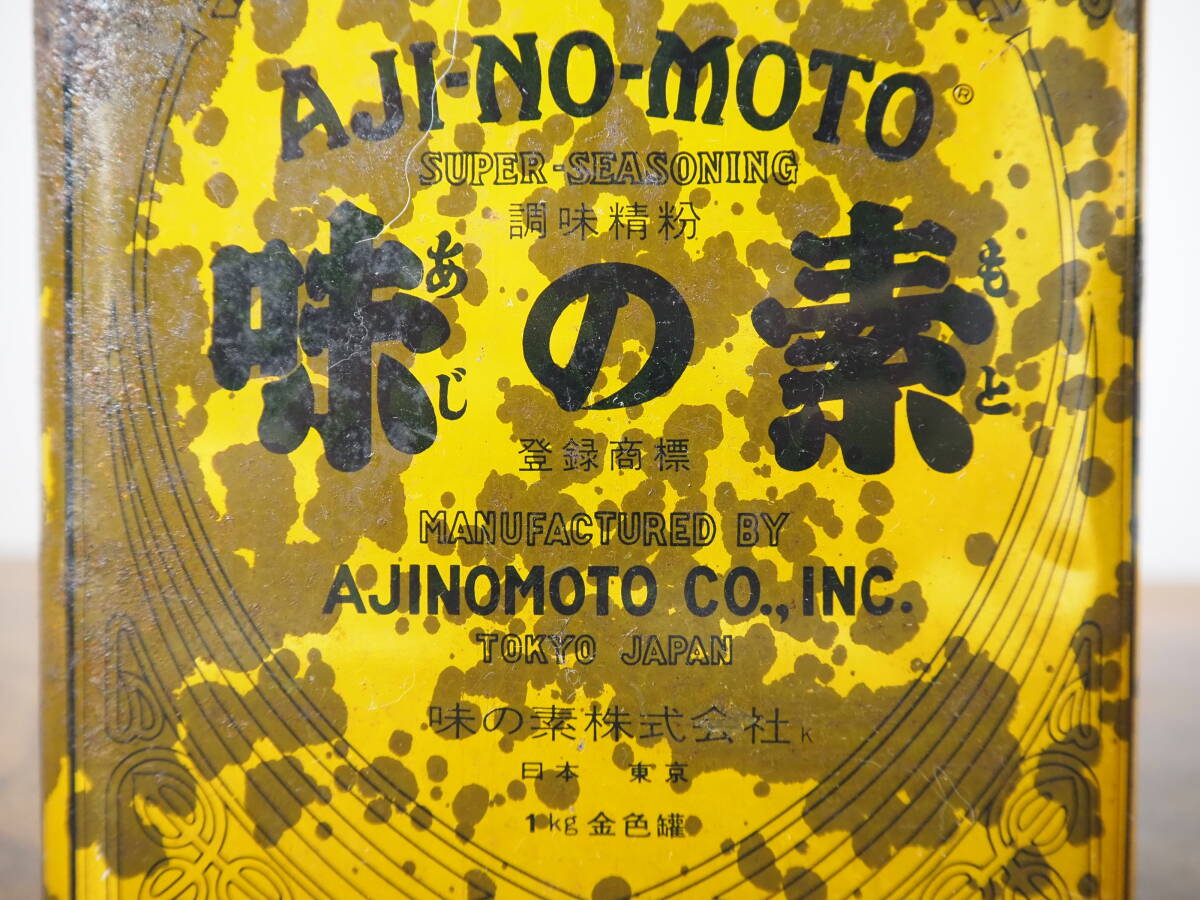 AJI-NO-MOTO®
SUPER-SEASONING
調味精粉
味の素
あじ
もと
登録商標
MANUFACTURED BY
AJINOMOTO CO., INC.
TOKYO JAPAN
味の素株式会社K
日本 東京
1kg 金色罐